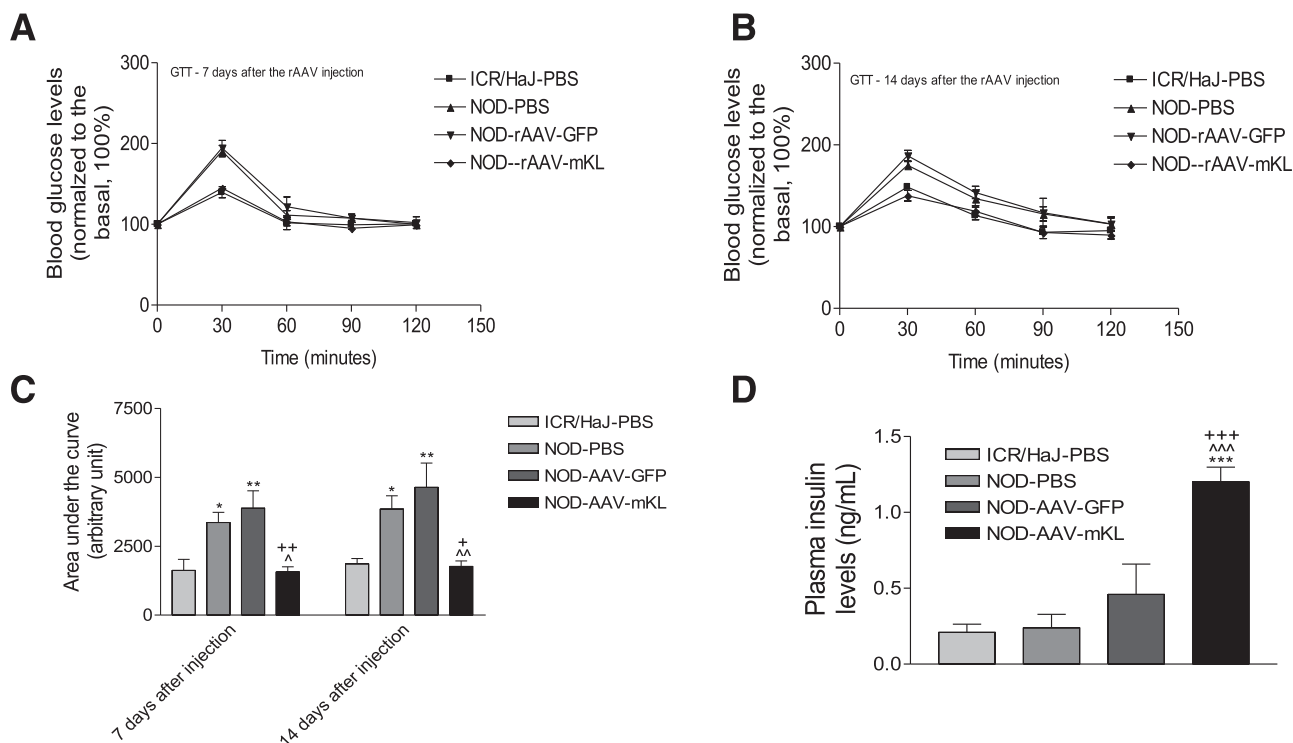 A
300
200
100
0
Blood glucose levels
(normalzed to the
basal, 100%)
GTT - 7 days after the rAAV injection
ICR/HaJ-PBS
NOD-PBS
NOD-rAAV-GFP
NOD--rAAV-mKL
0 30 60 90 120 150
Time (minutes)
B
300
200
100
0
Blood glucose levels
(normalized to the
basal, 100%)
GTT - 14 days after the rAAV injection
ICR/HaJ-PBS
NOD-PBS
NOD-rAAV-GFP
NOD--rAAV-mKL
0 30 60 90 120 150
Time (minutes)
C
7500
5000
2500
0
Area under the curve
(arbitrary unit)
* ** ++ ^
* ** + ^^
ICR/HaJ-PBS
NOD-PBS
NOD-AAV-GFP
NOD-AAV-mKL
7 days after injection
14 days after injection
D
1.5
1.0
0.5
0.0
Plasma insulin
levels (ng/mL)
ICR/HaJ-PBS
NOD-PBS
NOD-AAV-GFP
NOD-AAV-mKL
+++
^^^
***